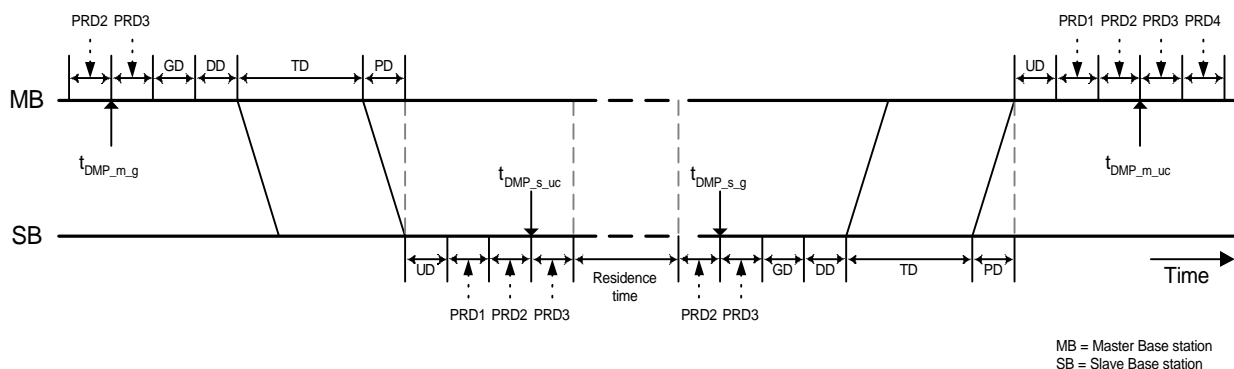 PRD2 PRD3 PRD1 PRD2 PRD3 PRD4
GD DD TD PD UD
MB
t_DMP_m_g t_DMP_s_uc t_DMP_s_g t_DMP_m_uc
SB
UD Residence time GD DD TD PD Time
PRD1 PRD2 PRD3 PRD2 PRD3
MB = Master Base station
SB = Slave Base station